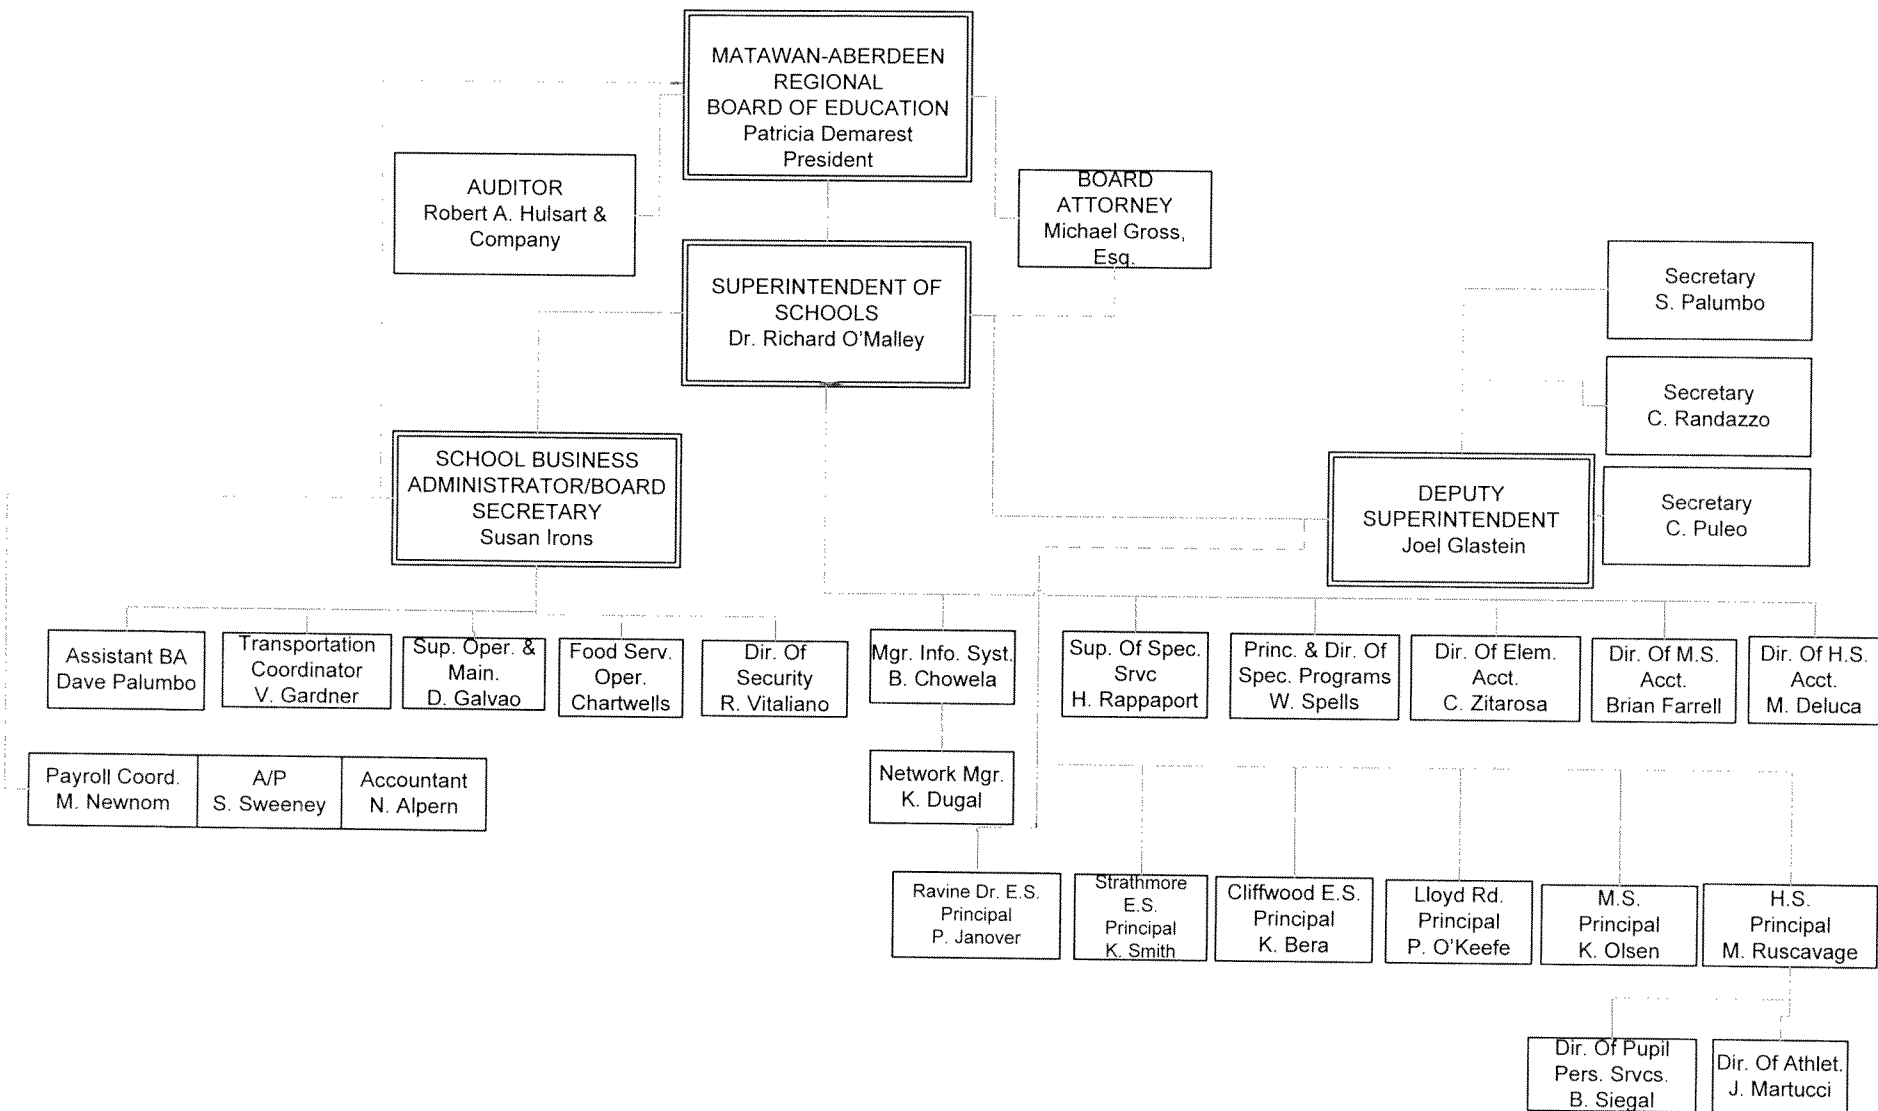 MATAWAN-ABERDEEN
REGIONAL
BOARD OF EDUCATION
Patricia Demarest
President
AUDITOR
Robert A. Hulsart &
Company
BOARD
ATTORNEY
Michael Gross,
Esq.
SUPERINTENDENT OF
SCHOOLS
Dr. Richard O'Malley
Secretary
S. Palumbo
Secretary
C. Randazzo
SCHOOL BUSINESS
ADMINISTRATOR/BOARD
SECRETARY
Susan Irons
DEPUTY
SUPERINTENDENT
Joel Glastein
Secretary
C. Puleo
Assistant BA
Dave Palumbo
Transportation
Coordinator
V. Gardner
Sup. Oper. &
Main.
D. Galvao
Food Serv.
Oper.
Chartwells
Dir. Of
Security
R. Vitaliano
Mgr. Info. Syst.
B. Chowela
Sup. Of Spec.
Srvc
H. Rappaport
Princ. & Dir. Of
Spec. Programs
W. Spells
Dir. Of Elem.
Acct.
C. Zitarosa
Dir. Of M.S.
Acct.
Brian Farrell
Dir. Of H.S.
Acct.
M. Deluca
Payroll Coord.
M. Newnom
A/P
S. Sweeney
Accountant
N. Alpern
Network Mgr.
K. Dugal
Ravine Dr. E.S.
Principal
P. Janover
Strathmore
E.S.
Principal
K. Smith
Cliffwood E.S.
Principal
K. Bera
Lloyd Rd.
Principal
P. O'Keefe
M.S.
Principal
K. Olsen
H.S.
Principal
M. Ruscavage
Dir. Of Pupil
Pers. Srvcs.
B. Siegal
Dir. Of Athlet.
J. Martucci